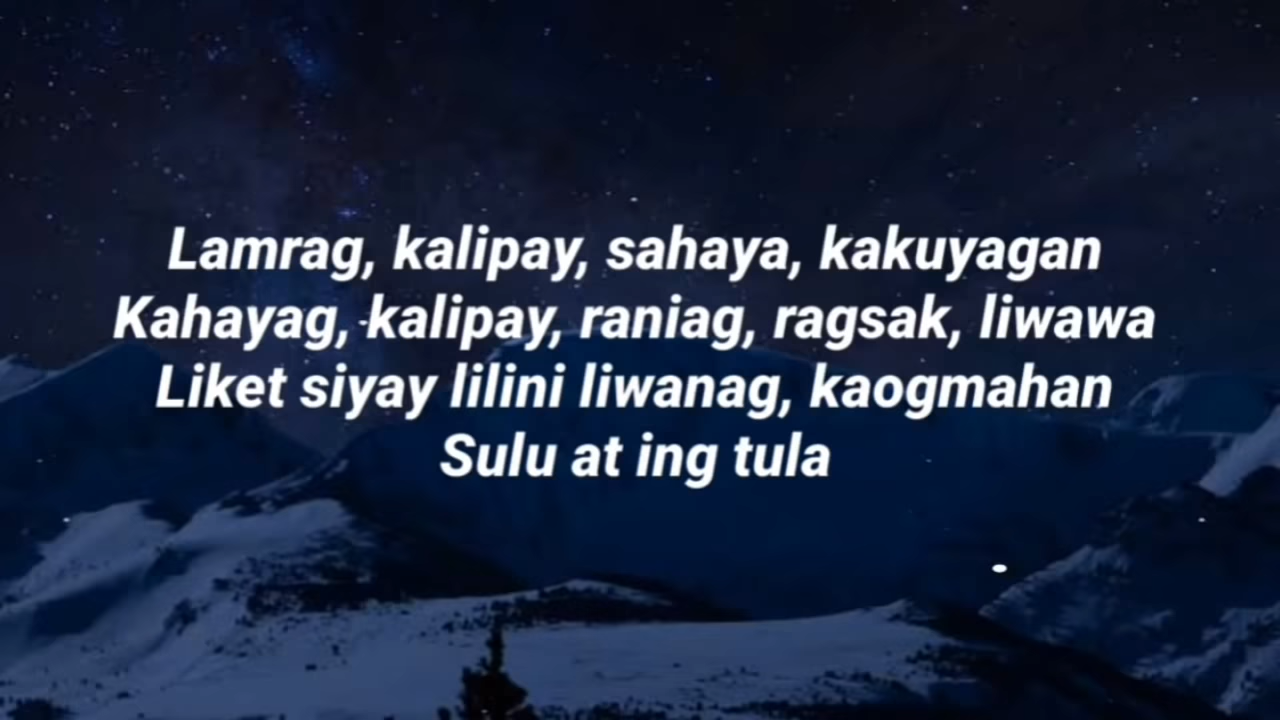 Lamrag, kalipay, sahaya, kakuyagan
Kahayag, kalipay, raniag, ragsak, liwawa
Liket siyay lilini liwanag, kaogmahan
Sulu at ing tula